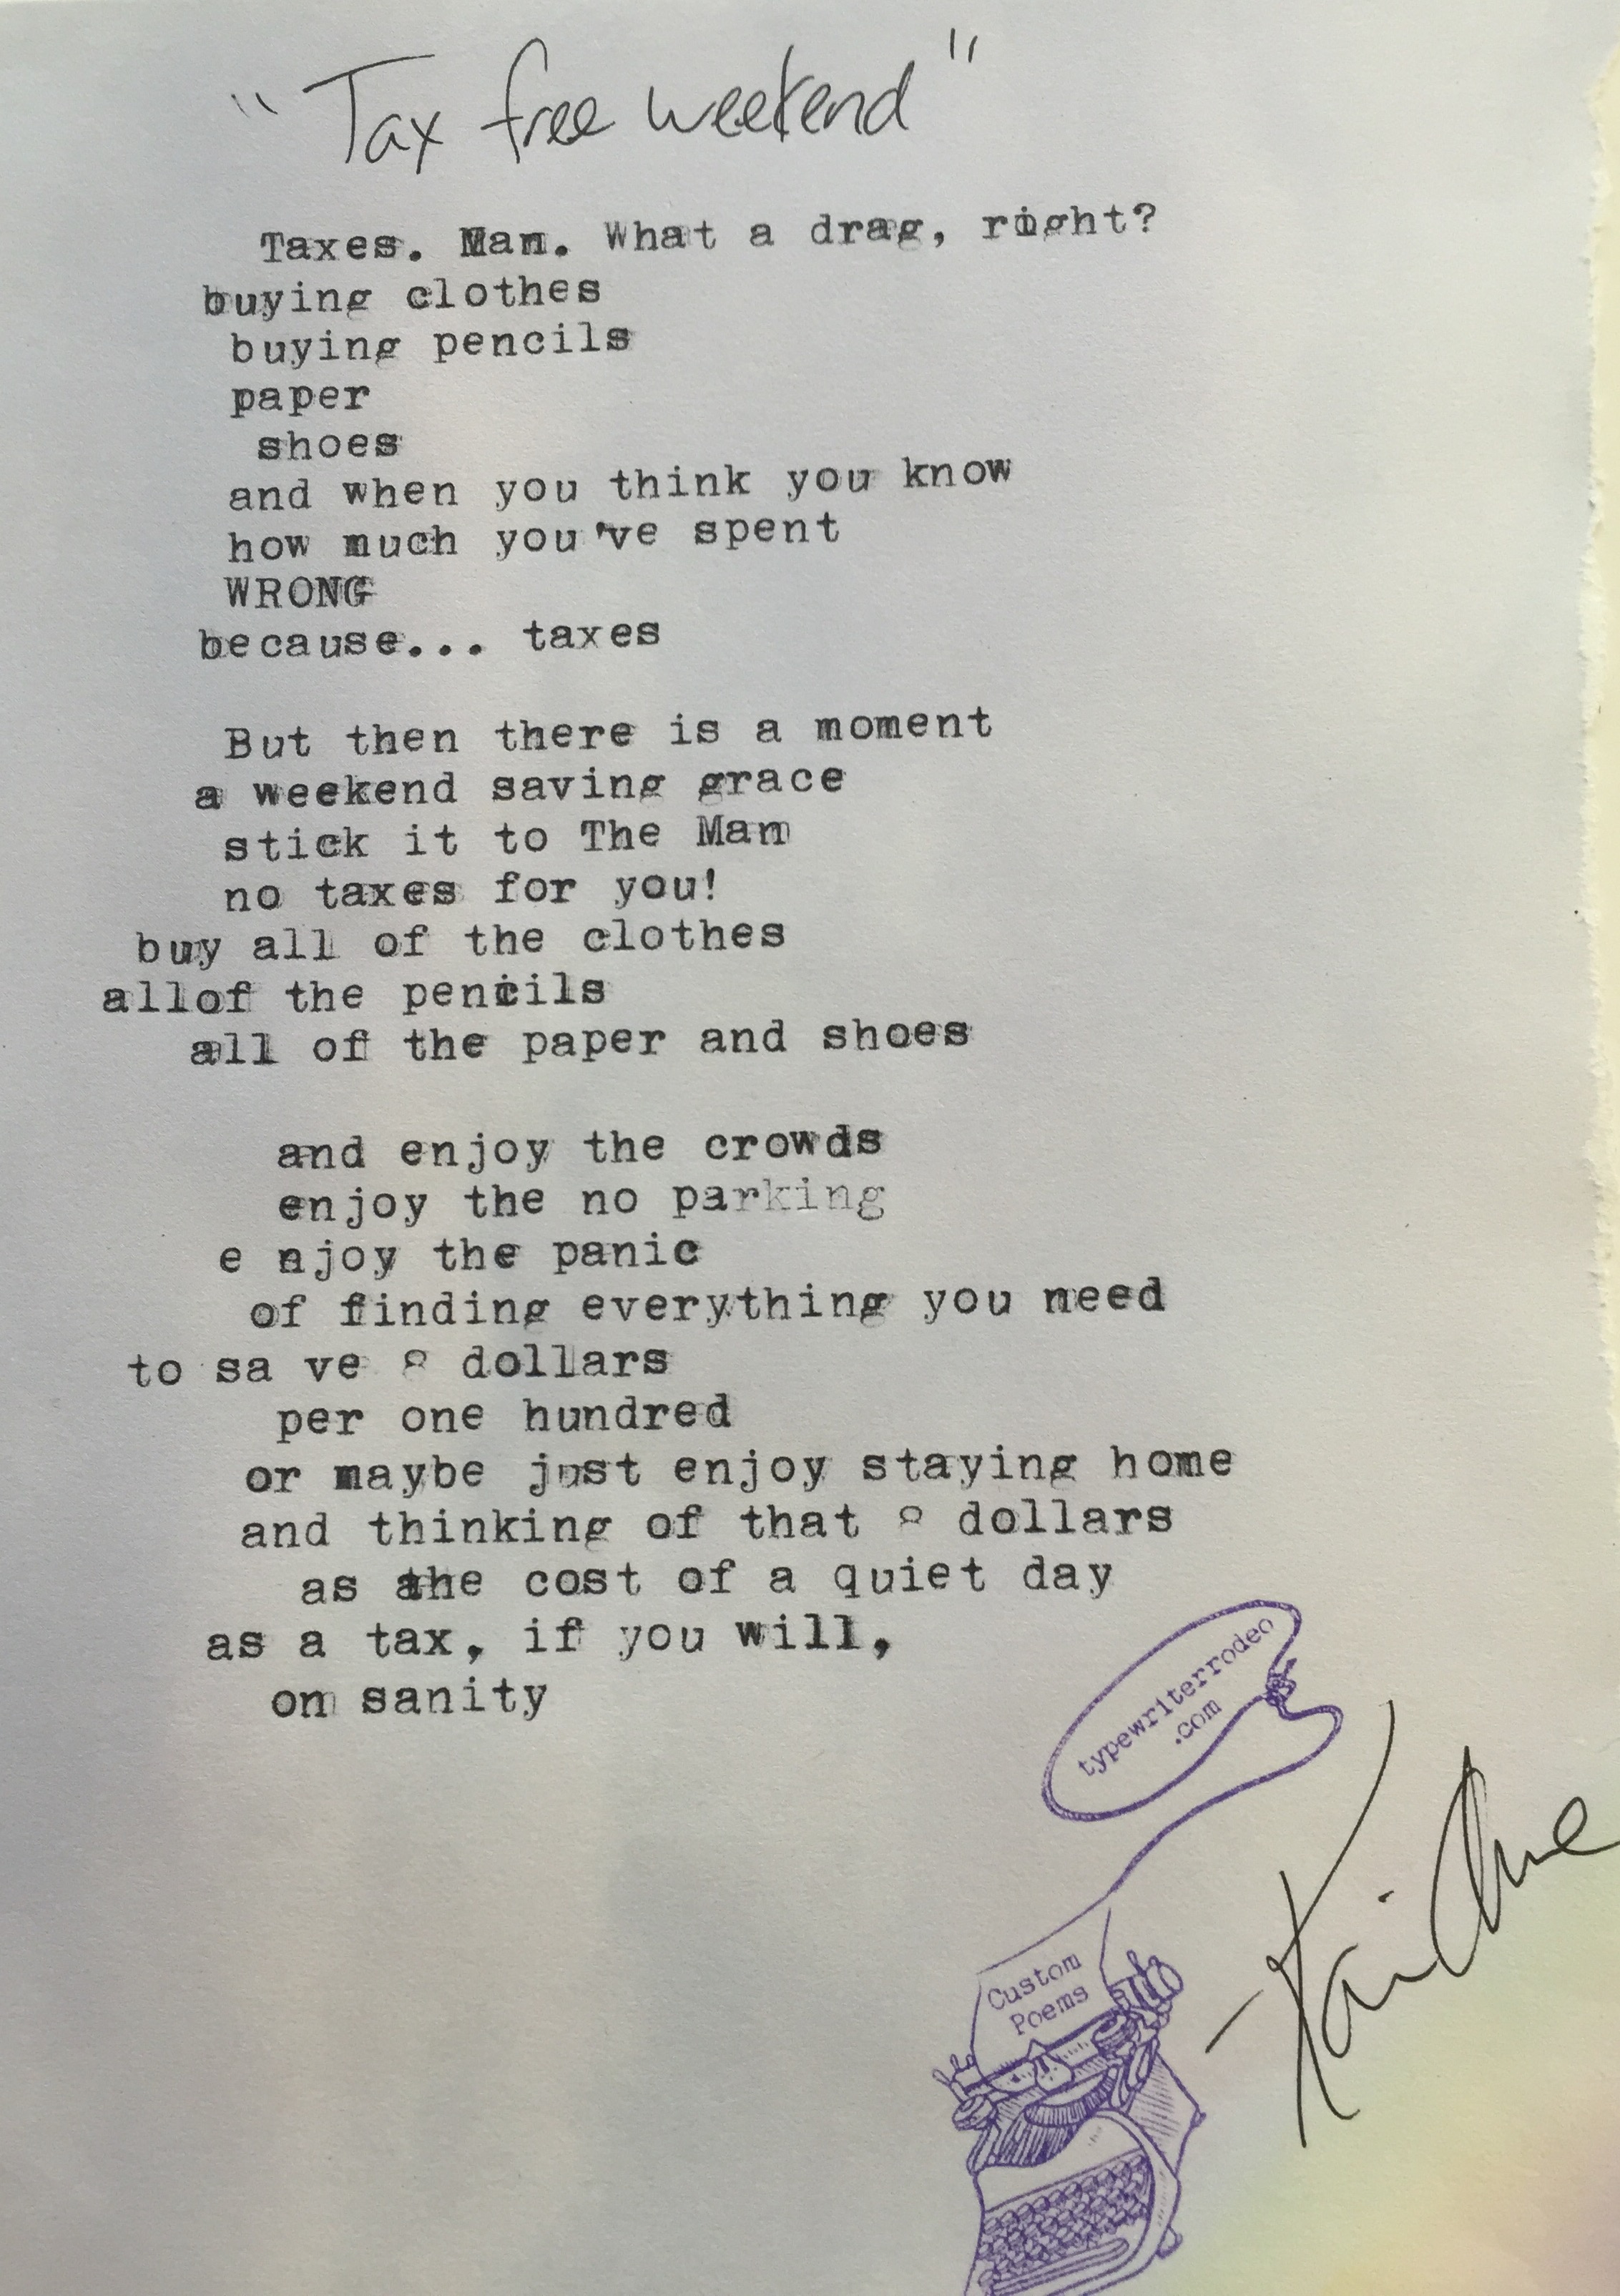 "Tax free weekend"
Taxes. Man. What a drag, right?
buying clothes
buying pencils
paper
shoes
and when you think you know
how much you've spent
WRONG
because... taxes
But then there is a moment
a weekend saving grace
stick it to The Man
no taxes for you!
buy all of the clothes
allof the pencils
all of the paper and shoes
and enjoy the crowds
enjoy the no parking
e njoy the panic
of finding everything you need
to sa ve 8 dollars
per one hundred
or maybe just enjoy staying home
and thinking of that 8 dollars
as the cost of a quiet day
as a tax, if you will,
on sanity
typewriterrodeo
.com
Custom
Poems